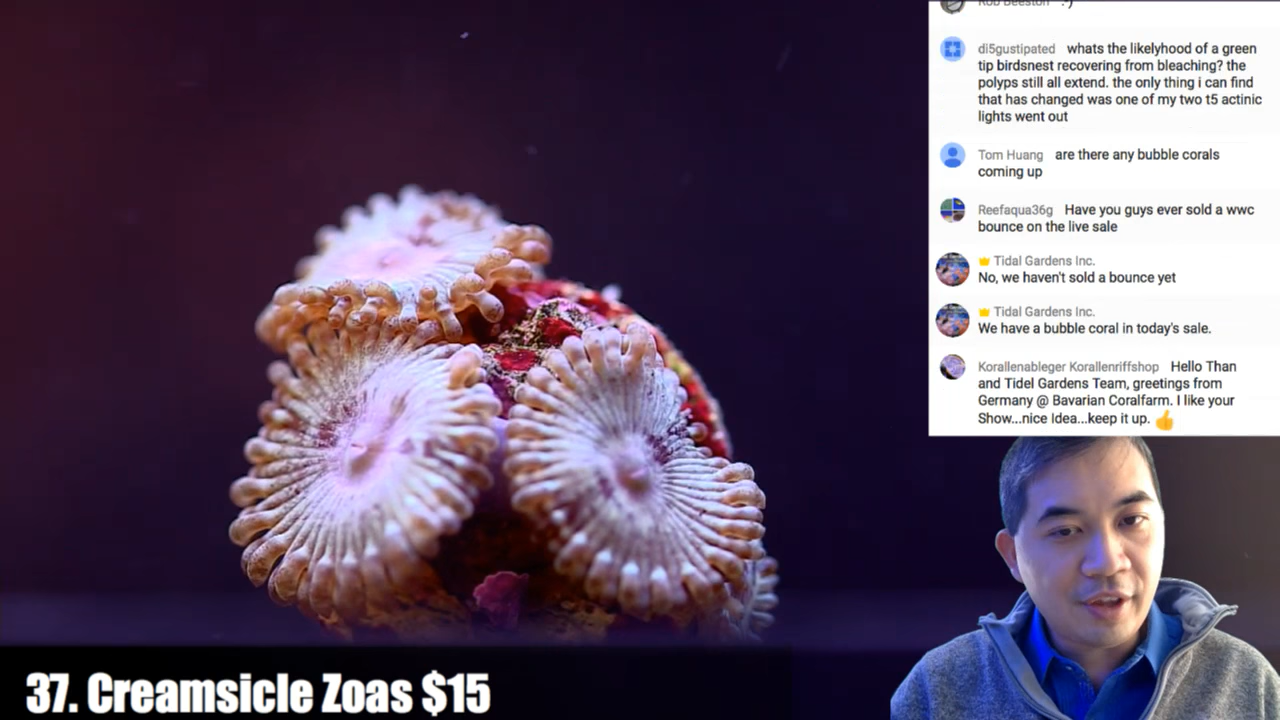 Rob Beeston :-)
di5gustipated whats the likelyhood of a green
tip birdsnest recovering from bleaching? the
polyps still all extend. the only thing i can find
that has changed was one of my two t5 actinic
lights went out
Tom Huang are there any bubble corals
coming up
Reefaqua36g Have you guys ever sold a wwc
bounce on the live sale
Tidal Gardens Inc.
No, we haven't sold a bounce yet
Tidal Gardens Inc.
We have a bubble coral in today's sale.
Korallenableger Korallenriffshop Hello Than
and Tidel Gardens Team, greetings from
Germany @ Bavarian Coralfarm. I like your
Show...nice Idea...keep it up.
37. Creamsicle Zoas $15